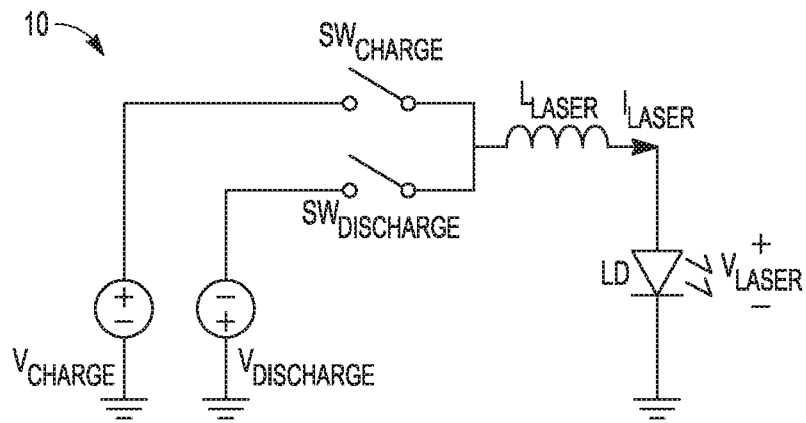 10
SWCHARGE
LLASER
ILASER
SWDISCHARGE
+
−
−
+
LD
+
VLASER
−
VCHARGE
VDISCHARGE